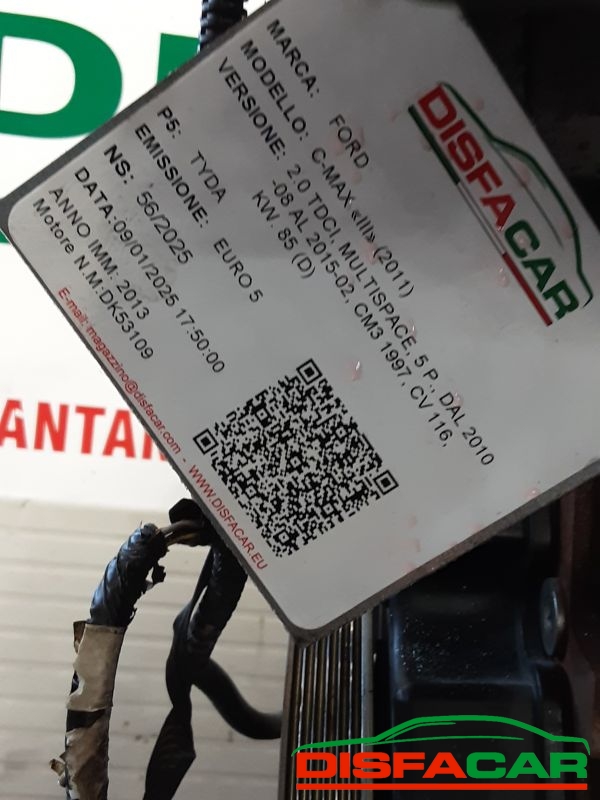 MARCA: FORD
MODELLO: C-MAX «III» (2011)
VERSIONE: 2.0 TDCI, MULTISPACE, 5 P., DAL 2010
-08 AL 2015-02, CM3 1997, CV 116,
KW. 85 (D)
P5: TYDA
EMISSIONE: EURO 5
NS: 56/2025
DATA:09/01/2025 17:50:00
ANNO IMM: 2013
Motore N.M:DK53109
E-mail: magazzino@disfacar.com - WWW.DISFACAR.EU
DISFACAR
ANTAR
DISFACAR